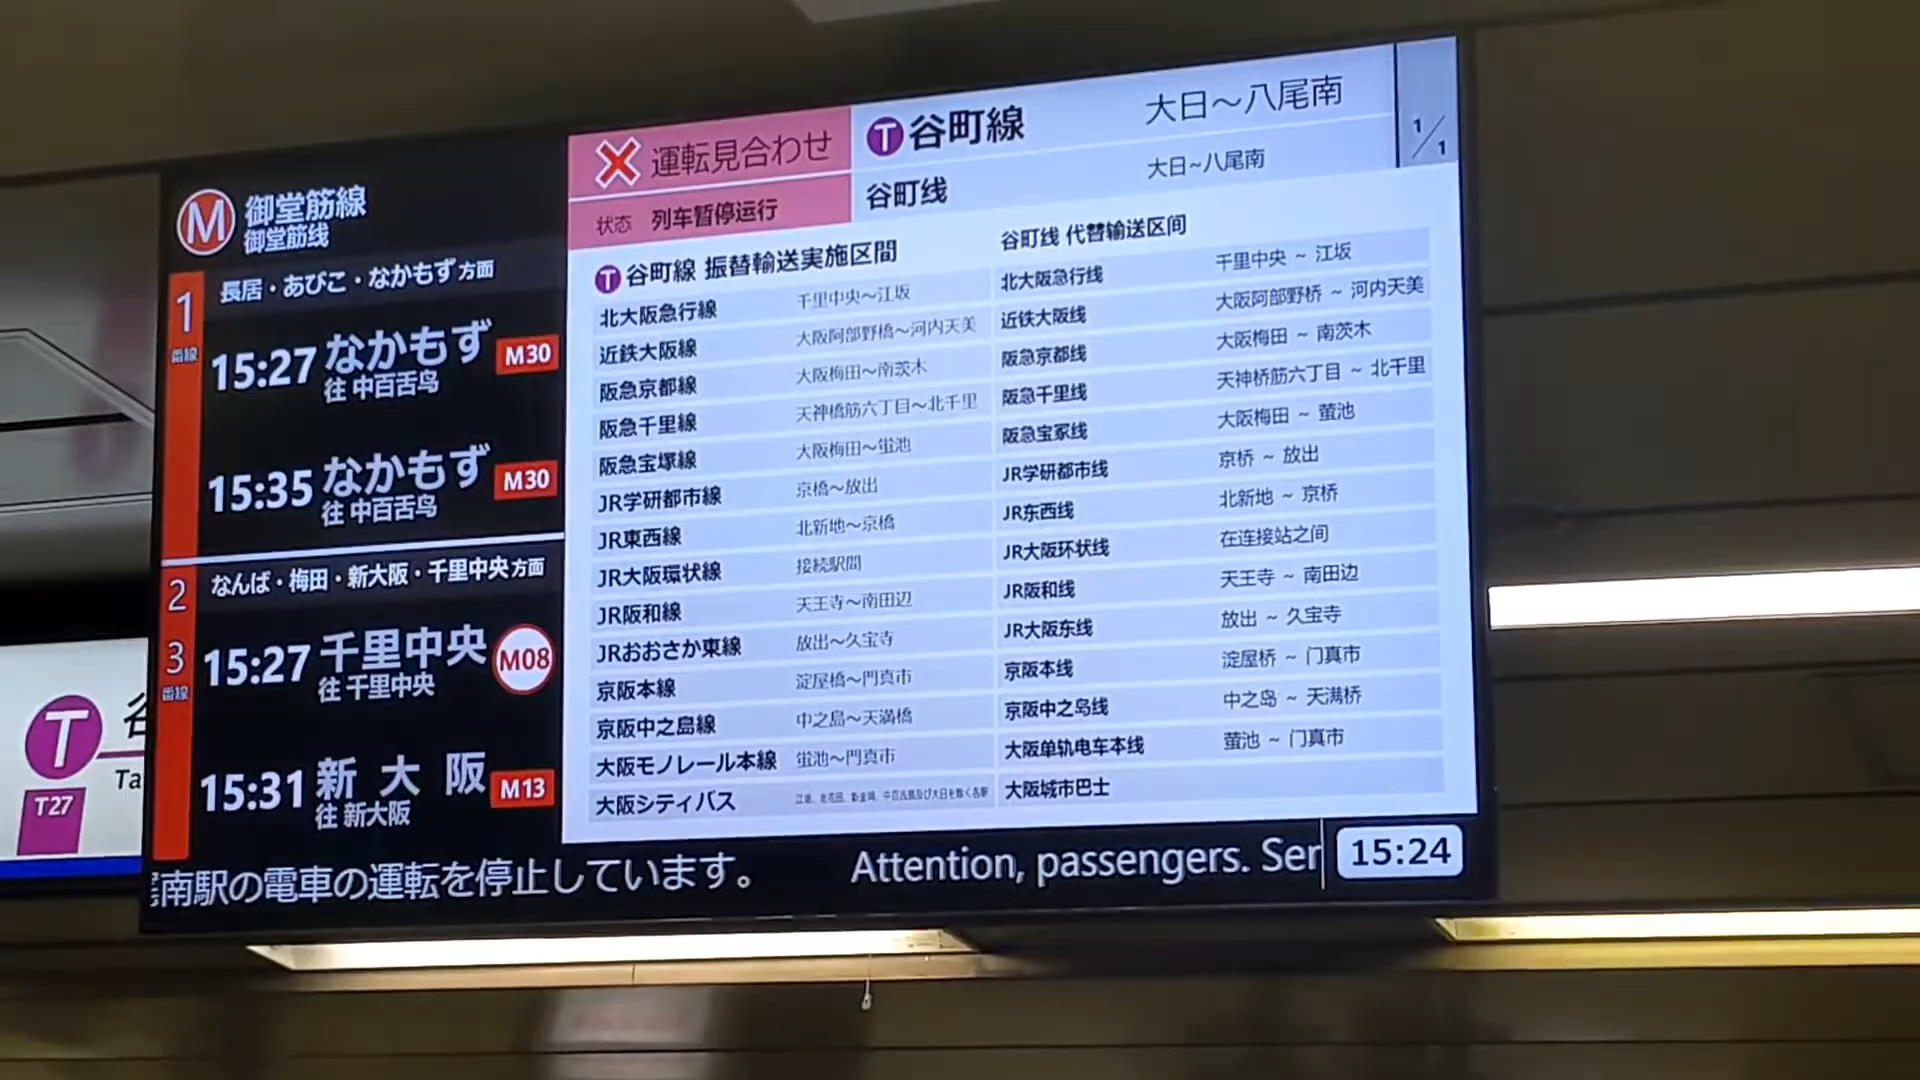 M 御堂筋線
御堂筋线
1
番線
長居・あびこ・なかもず方面
15:27 なかもず M30
往 中百舌鸟
15:35 なかもず M30
往 中百舌鸟
2
3
番線
なんば・梅田・新大阪・千里中央方面
15:27 千里中央 M08
往 千里中央
15:31 新大阪 M13
往 新大阪
運転見合わせ
状态 列车暂停运行
T 谷町線 大日～八尾南
谷町线 大日~八尾南
1/1
T 谷町線 振替輸送実施区間
北大阪急行線 千里中央～江坂
近鉄大阪線 大阪阿部野橋～河内天美
阪急京都線 大阪梅田～南茨木
阪急千里線 天神橋筋六丁目～北千里
阪急宝塚線 大阪梅田～蛍池
JR学研都市線 京橋～放出
JR東西線 北新地～京橋
JR大阪環状線 接続駅間
JR阪和線 天王寺～南田辺
JRおおさか東線 放出～久宝寺
京阪本線 淀屋橋～門真市
京阪中之島線 中之島～天満橋
大阪モノレール本線 蛍池～門真市
大阪シティバス
谷町线 代替输送区间
北大阪急行线 千里中央 ~ 江坂
近铁大阪线 大阪阿部野桥 ~ 河内天美
阪急京都线 大阪梅田 ~ 南茨木
阪急千里线 天神桥筋六丁目 ~ 北千里
阪急宝冢线 大阪梅田 ~ 萤池
JR学研都市线 京桥 ~ 放出
JR东西线 北新地 ~ 京桥
JR大阪环状线 在连接站之间
JR阪和线 天王寺 ~ 南田边
JR大阪东线 放出 ~ 久宝寺
京阪本线 淀屋桥 ~ 门真市
京阪中之岛线 中之岛 ~ 天满桥
大阪单轨电车本线 萤池 ~ 门真市
大阪城市巴士
南駅の電車の運転を停止しています。 Attention, passengers. Ser
15:24
T 谷
Ta
T27